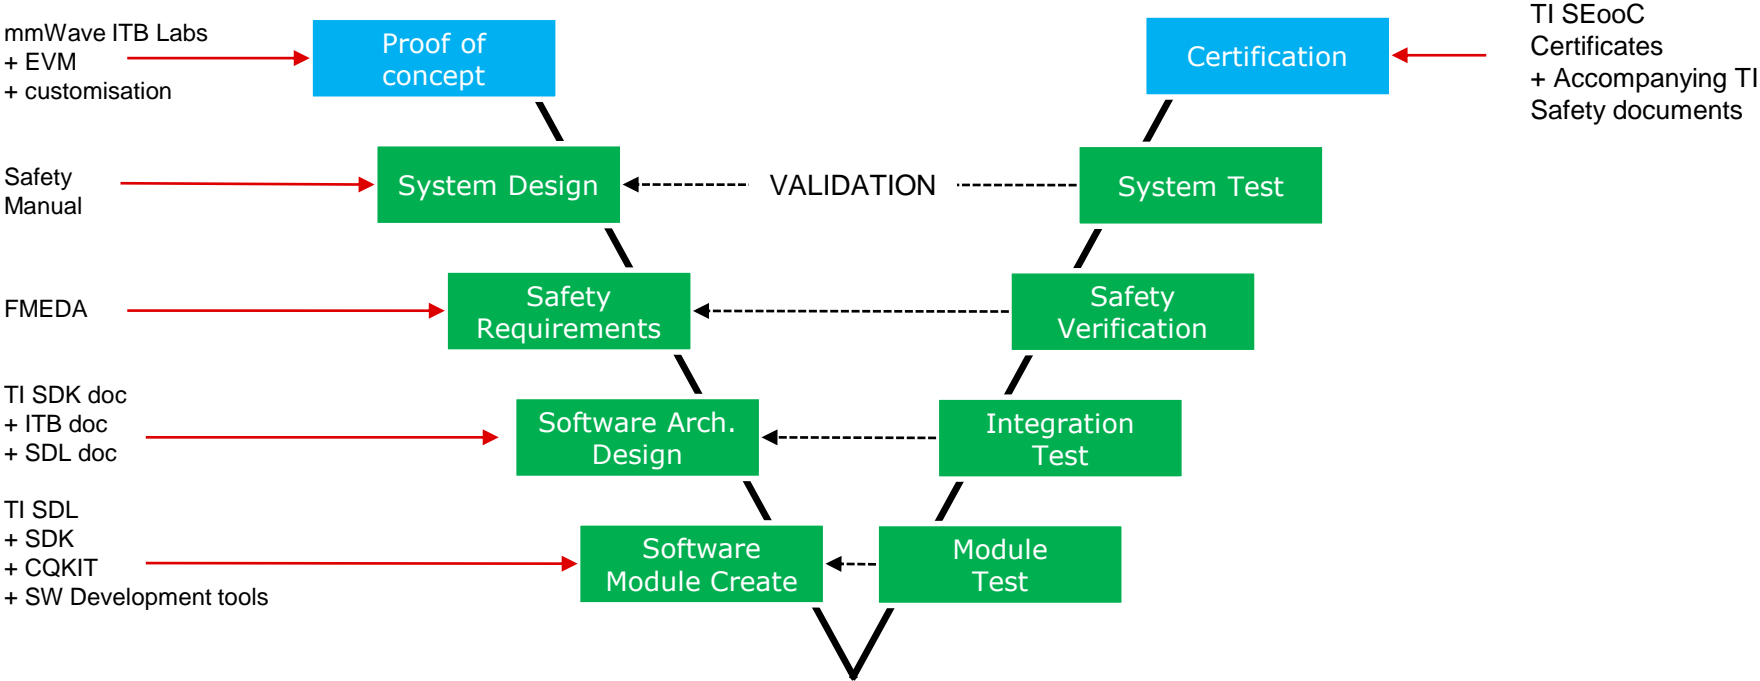 mmWave ITB Labs
+ EVM
+ customisation
Proof of
concept
Certification
TI SEooC
Certificates
+ Accompanying TI
Safety documents
Safety
Manual
System Design
VALIDATION
System Test
FMEDA
Safety
Requirements
Safety
Verification
TI SDK doc
+ ITB doc
+ SDL doc
Software Arch.
Design
Integration
Test
TI SDL
+ SDK
+ CQKIT
+ SW Development tools
Software
Module Create
Module
Test